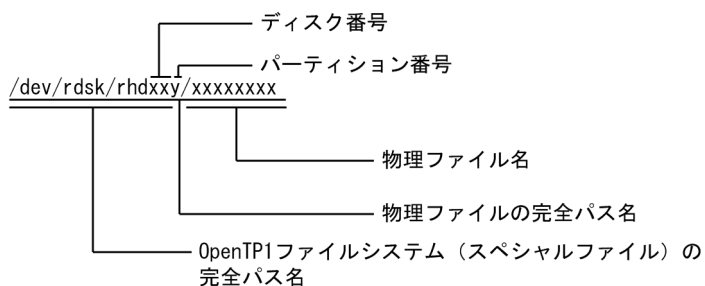 ディスク番号
パーティション番号
/dev/rdsk/rhdxxy/xxxxxxxx
物理ファイル名
物理ファイルの完全パス名
OpenTP1ファイルシステム（スペシャルファイル）の
完全パス名